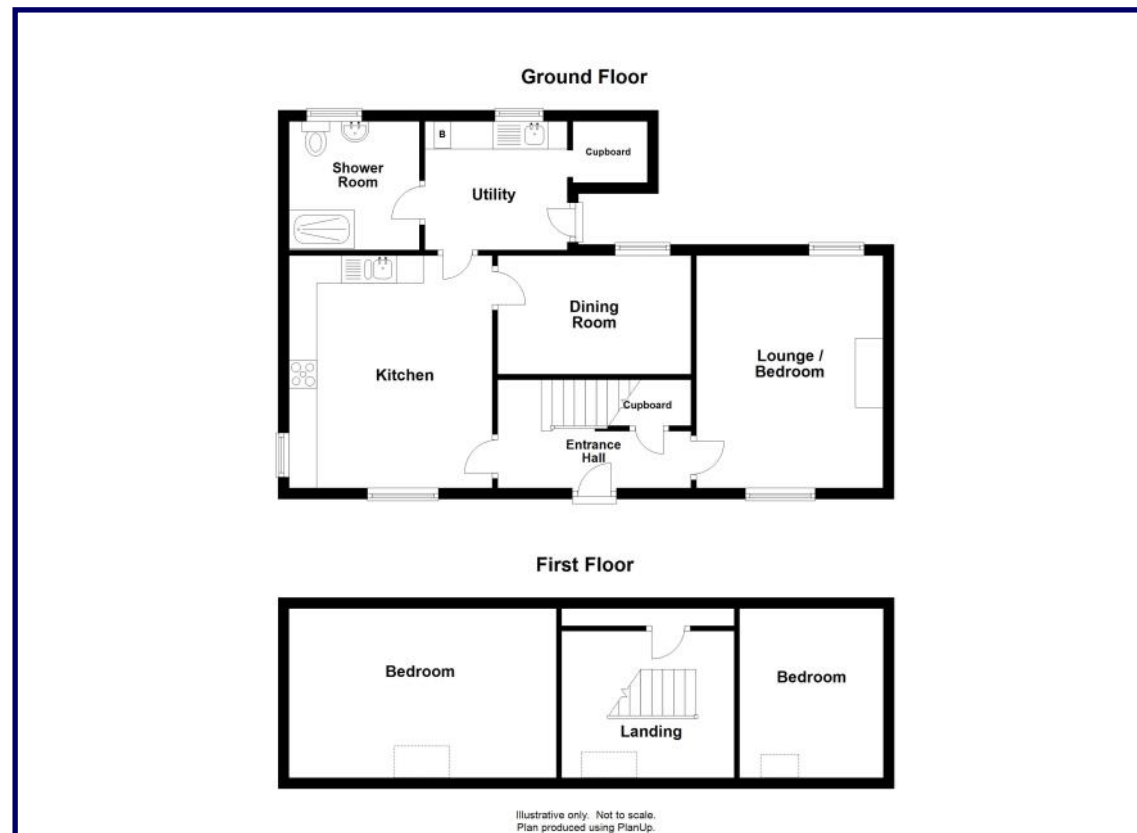 Ground Floor
B
Cupboard
Shower
Room
Utility
Dining
Room
Lounge /
Bedroom
Kitchen
Cupboard
Entrance
Hall
First Floor
Bedroom
Bedroom
Landing
Illustrative only. Not to scale.
Plan produced using PlanUp.